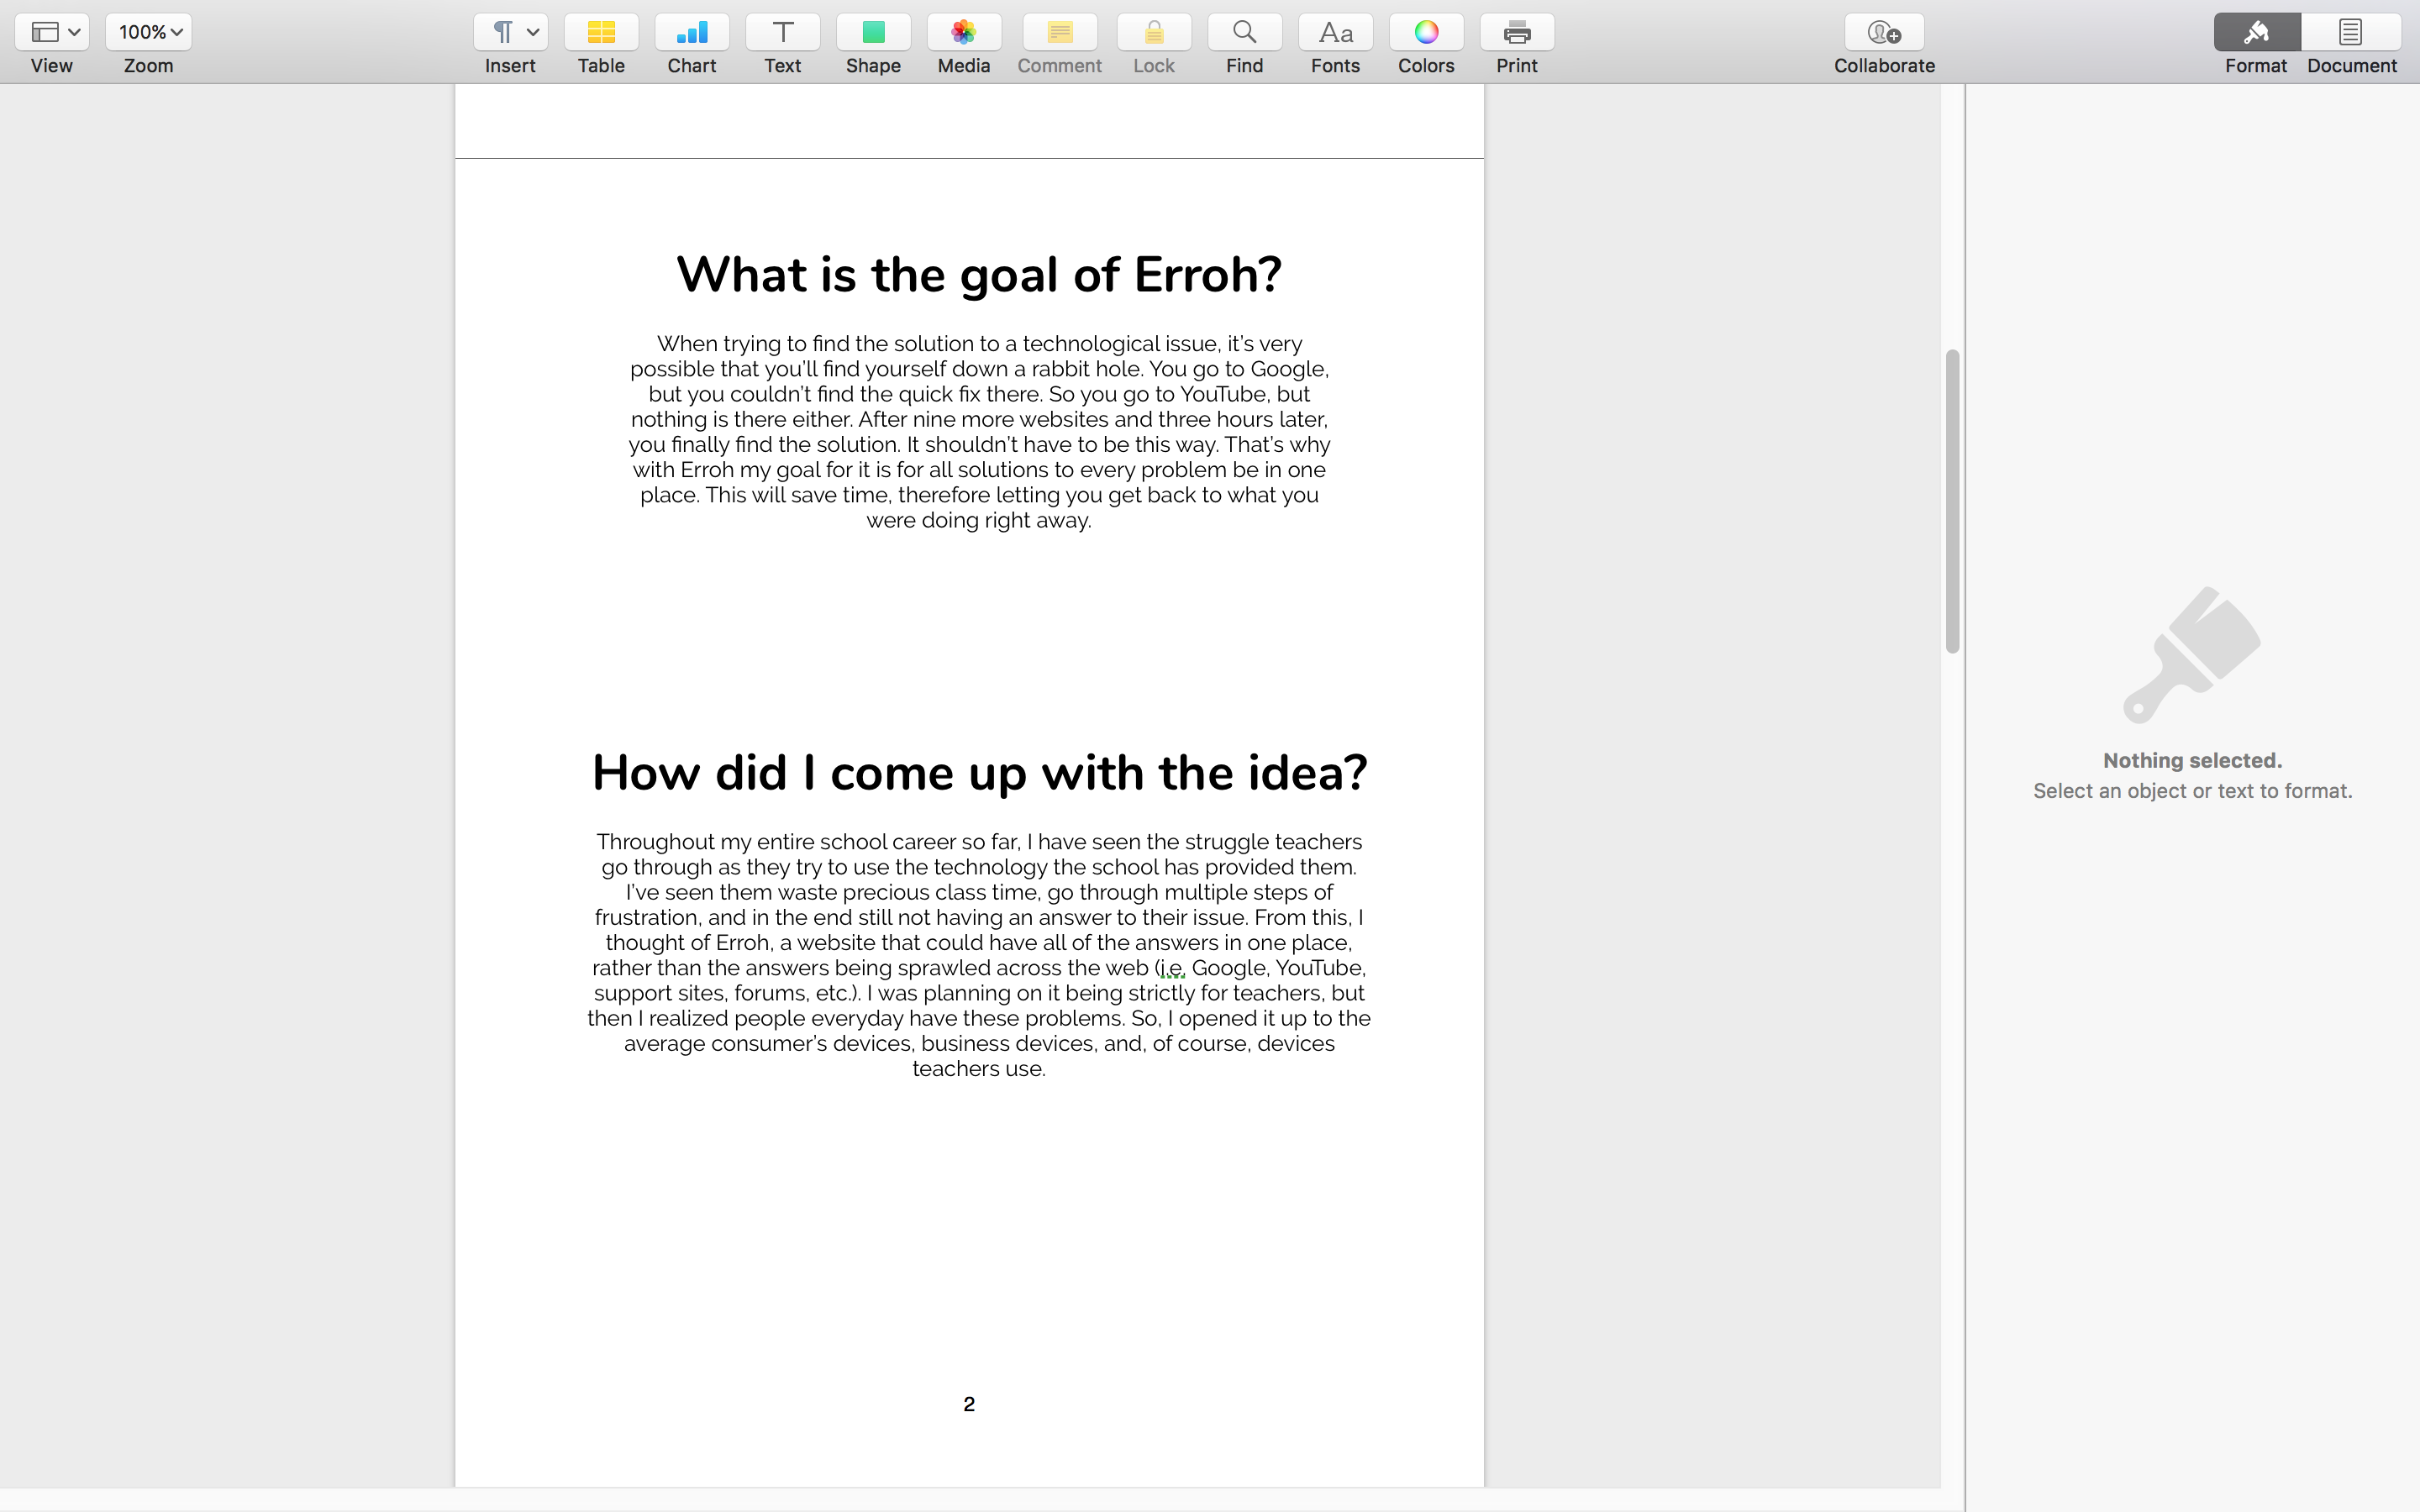 100%
View
Zoom
Insert
Table
Chart
Text
Shape
Media
Comment
Lock
Find
Aa
Fonts
Colors
Print
Collaborate
Format
Document
What is the goal of Erroh?
When trying to find the solution to a technological issue, it’s very
possible that you’ll find yourself down a rabbit hole. You go to Google,
but you couldn’t find the quick fix there. So you go to YouTube, but
nothing is there either. After nine more websites and three hours later,
you finally find the solution. It shouldn’t have to be this way. That’s why
with Erroh my goal for it is for all solutions to every problem be in one
place. This will save time, therefore letting you get back to what you
were doing right away.
How did I come up with the idea?
Throughout my entire school career so far, I have seen the struggle teachers
go through as they try to use the technology the school has provided them.
I’ve seen them waste precious class time, go through multiple steps of
frustration, and in the end still not having an answer to their issue. From this, I
thought of Erroh, a website that could have all of the answers in one place,
rather than the answers being sprawled across the web (i.e. Google, YouTube,
support sites, forums, etc.). I was planning on it being strictly for teachers, but
then I realized people everyday have these problems. So, I opened it up to the
average consumer’s devices, business devices, and, of course, devices
teachers use.
2
Nothing selected.
Select an object or text to format.